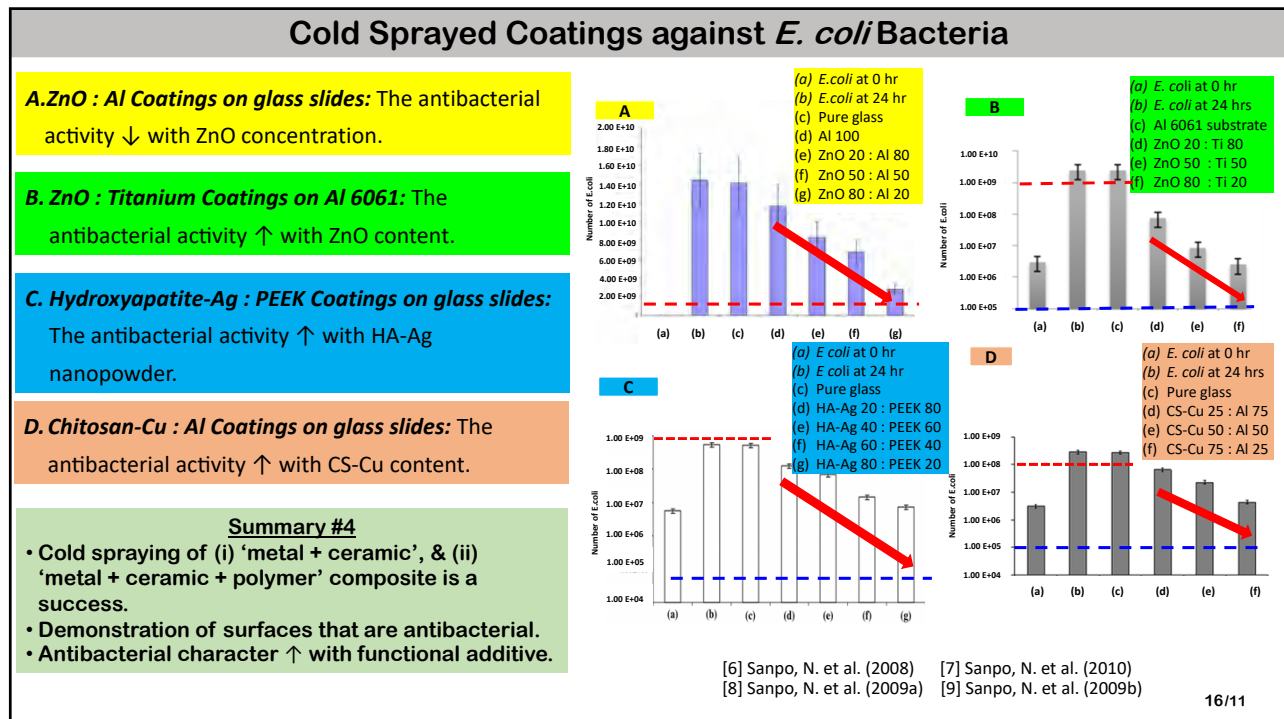 Cold Sprayed Coatings against E. coli Bacteria
A.ZnO : Al Coatings on glass slides: The antibacterial
activity ↓ with ZnO concentration.
B. ZnO : Titanium Coatings on Al 6061: The
antibacterial activity ↑ with ZnO content.
C. Hydroxyapatite-Ag : PEEK Coatings on glass slides:
The antibacterial activity ↑ with HA-Ag
nanopowder.
D. Chitosan-Cu : Al Coatings on glass slides: The
antibacterial activity ↑ with CS-Cu content.
Summary #4
• Cold spraying of (i) ‘metal + ceramic’, & (ii)
‘metal + ceramic + polymer’ composite is a
success.
• Demonstration of surfaces that are antibacterial.
• Antibacterial character ↑ with functional additive.
A
(a) E.coli at 0 hr
(b) E.coli at 24 hr
(c) Pure glass
(d) Al 100
(e) ZnO 20 : Al 80
(f) ZnO 50 : Al 50
(g) ZnO 80 : Al 20
Number of E.coli
2.00 E+10
1.80 E+10
1.60 E+10
1.40 E+10
1.20 E+10
1.00 E+10
8.00 E+09
6.00 E+09
4.00 E+09
2.00 E+09
(a) (b) (c) (d) (e) (f) (g)
B
(a) E. coli at 0 hr
(b) E. coli at 24 hrs
(c) Al 6061 substrate
(d) ZnO 20 : Ti 80
(e) ZnO 50 : Ti 50
(f) ZnO 80 : Ti 20
Number of E.coli
1.00 E+10
1.00 E+09
1.00 E+08
1.00 E+07
1.00 E+06
1.00 E+05
(a) (b) (c) (d) (e) (f)
C
(a) E coli at 0 hr
(b) E coli at 24 hr
(c) Pure glass
(d) HA-Ag 20 : PEEK 80
(e) HA-Ag 40 : PEEK 60
(f) HA-Ag 60 : PEEK 40
(g) HA-Ag 80 : PEEK 20
Number of E.coli
1.00 E+09
1.00 E+08
1.00 E+07
1.00 E+06
1.00 E+05
1.00 E+04
(a) (b) (c) (d) (e) (f) (g)
D
(a) E. coli at 0 hr
(b) E. coli at 24 hrs
(c) Pure glass
(d) CS-Cu 25 : Al 75
(e) CS-Cu 50 : Al 50
(f) CS-Cu 75 : Al 25
Number of E.coli
1.00 E+09
1.00 E+08
1.00 E+07
1.00 E+06
1.00 E+05
1.00 E+04
(a) (b) (c) (d) (e) (f)
[6] Sanpo, N. et al. (2008) [7] Sanpo, N. et al. (2010)
[8] Sanpo, N. et al. (2009a) [9] Sanpo, N. et al. (2009b)
16/11